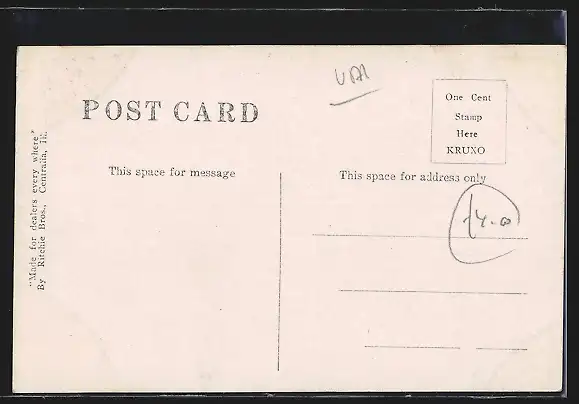 POST CARD
One Cent
Stamp
Here
KRUXO
This space for message
This space for address only
"Made for dealers every where"
By Ritchie Bros., Centralia, Ill.